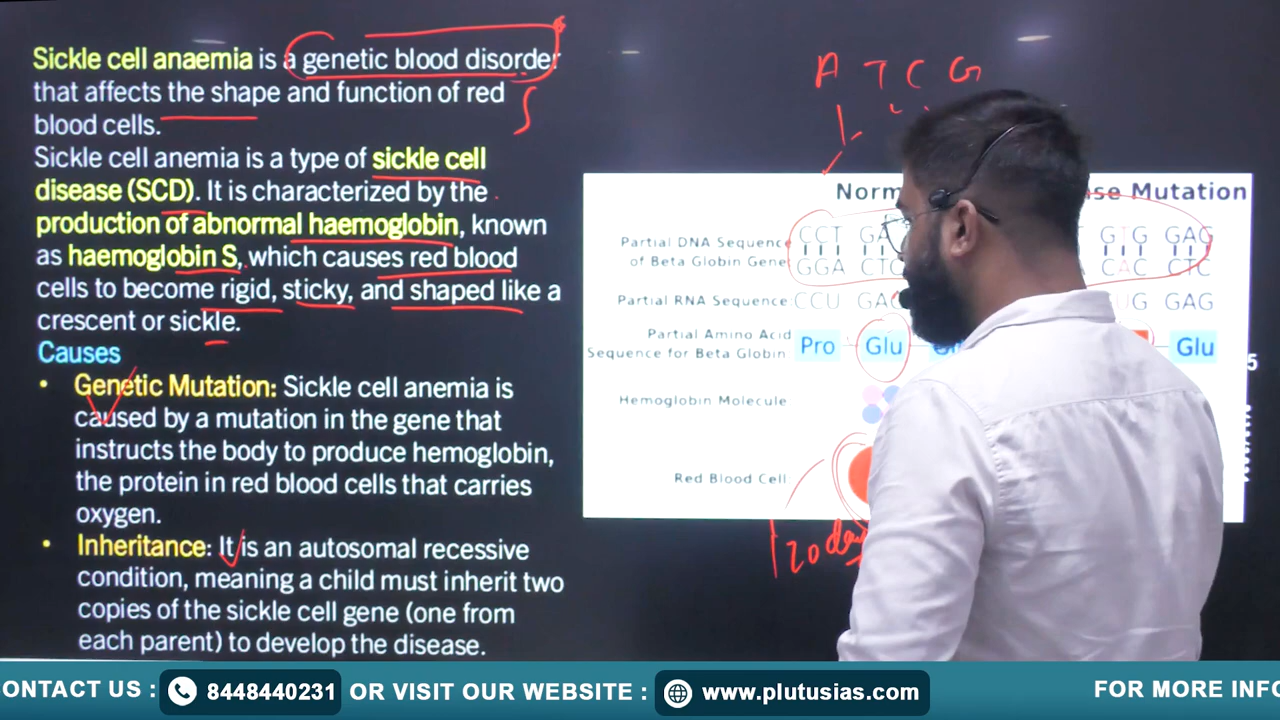 Sickle cell anaemia is a genetic blood disorder
that affects the shape and function of red
blood cells.
Sickle cell anemia is a type of sickle cell
disease (SCD). It is characterized by the
production of abnormal haemoglobin, known
as haemoglobin S, which causes red blood
cells to become rigid, sticky, and shaped like a
crescent or sickle.
Causes
• Genetic Mutation: Sickle cell anemia is
caused by a mutation in the gene that
instructs the body to produce hemoglobin,
the protein in red blood cells that carries
oxygen.
• Inheritance: It is an autosomal recessive
condition, meaning a child must inherit two
copies of the sickle cell gene (one from
each parent) to develop the disease.
A T C G
Mutation
Partial DNA Sequence
of Beta Globin Gene:
CCT
GTG GAG
GGA CTC
CAC CTC
Partial RNA Sequence:
CCU GAG
GAG
Partial Amino Acid
Sequence for Beta Globin
Pro Glu
Glu
Hemoglobin Molecule
Red Blood Cell
120 days
5
CONTACT US : 8448440231 OR VISIT OUR WEBSITE : www.plutusias.com FOR MORE INFO